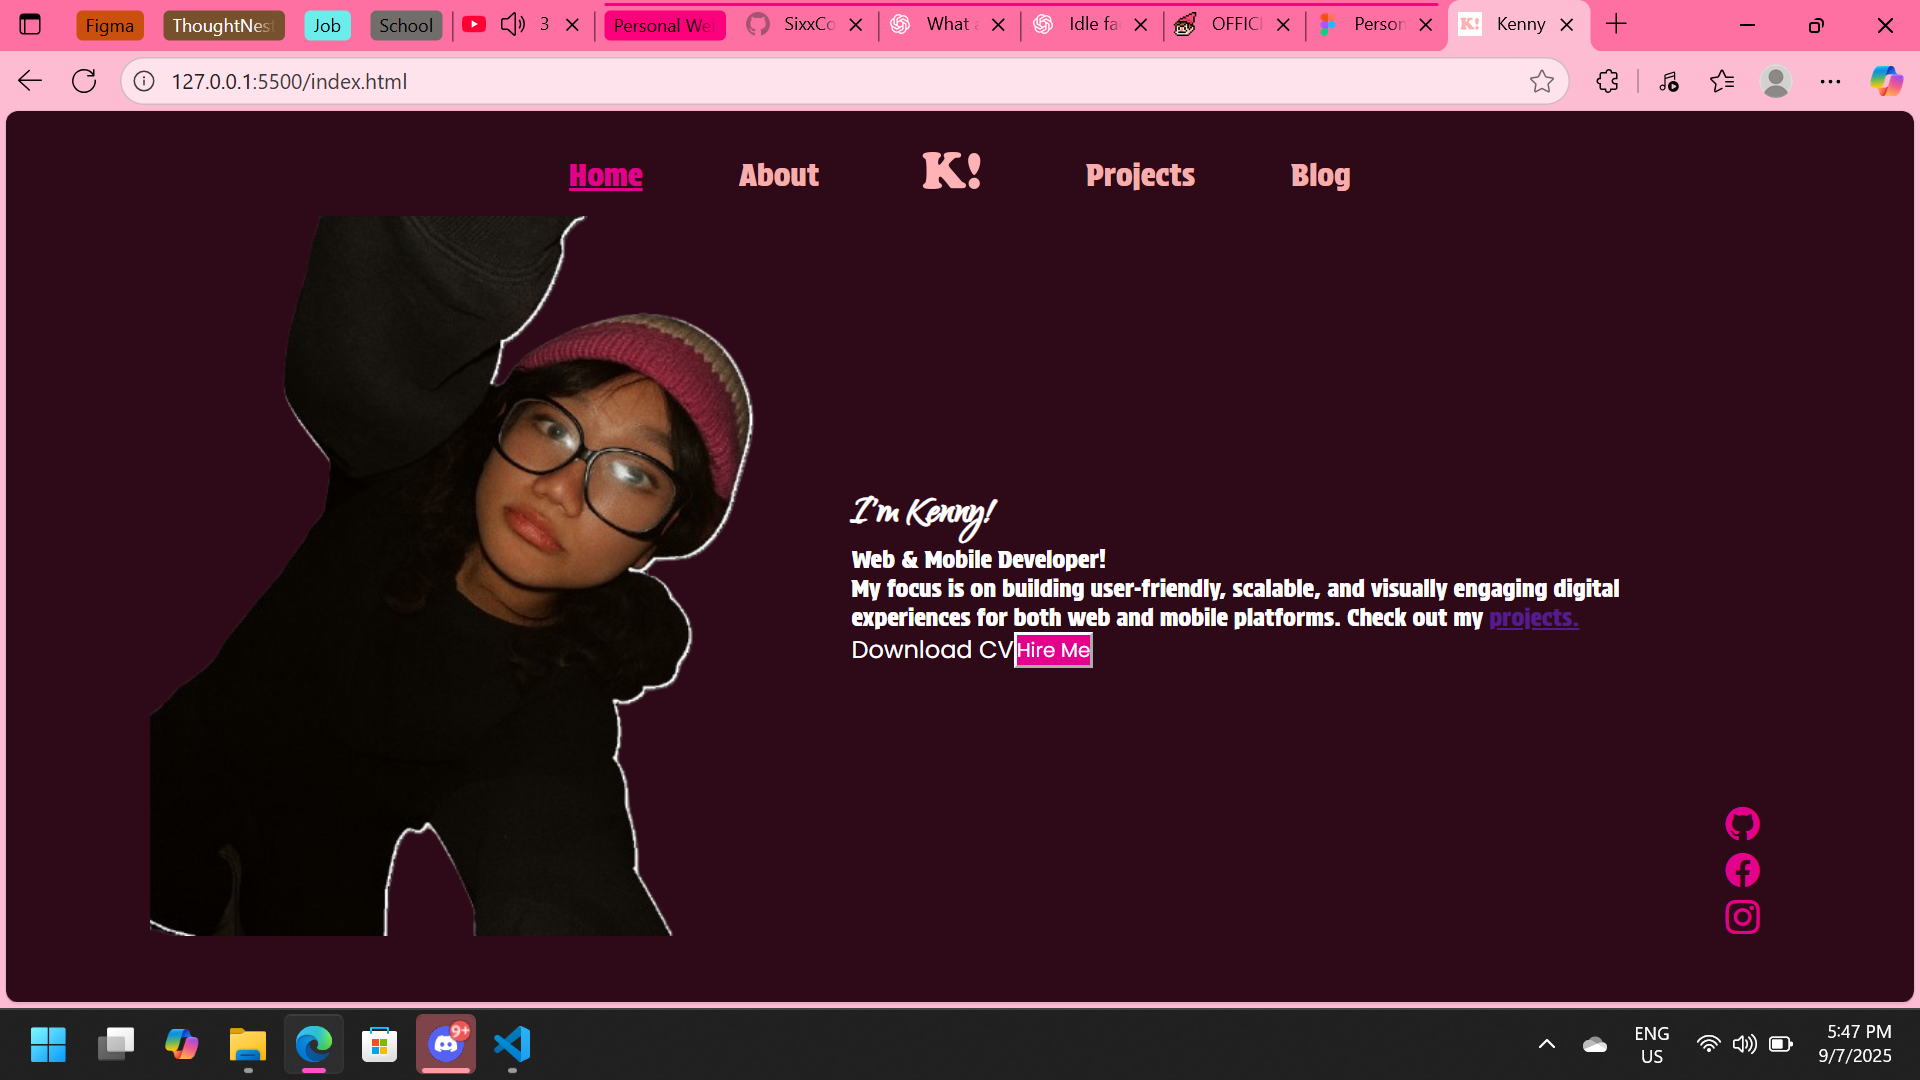 Figma
ThoughtNest
Job
School
3
Personal We
SixxCo
What a
Idle fa
OFFICI
Person
Kenny
127.0.0.1:5500/index.html
Home
About
K!
Projects
Blog
I'm Kenny!
Web & Mobile Developer!
My focus is on building user-friendly, scalable, and visually engaging digital
experiences for both web and mobile platforms. Check out my projects.
Download CV
Hire Me
9+
ENG
US
5:47 PM
9/7/2025